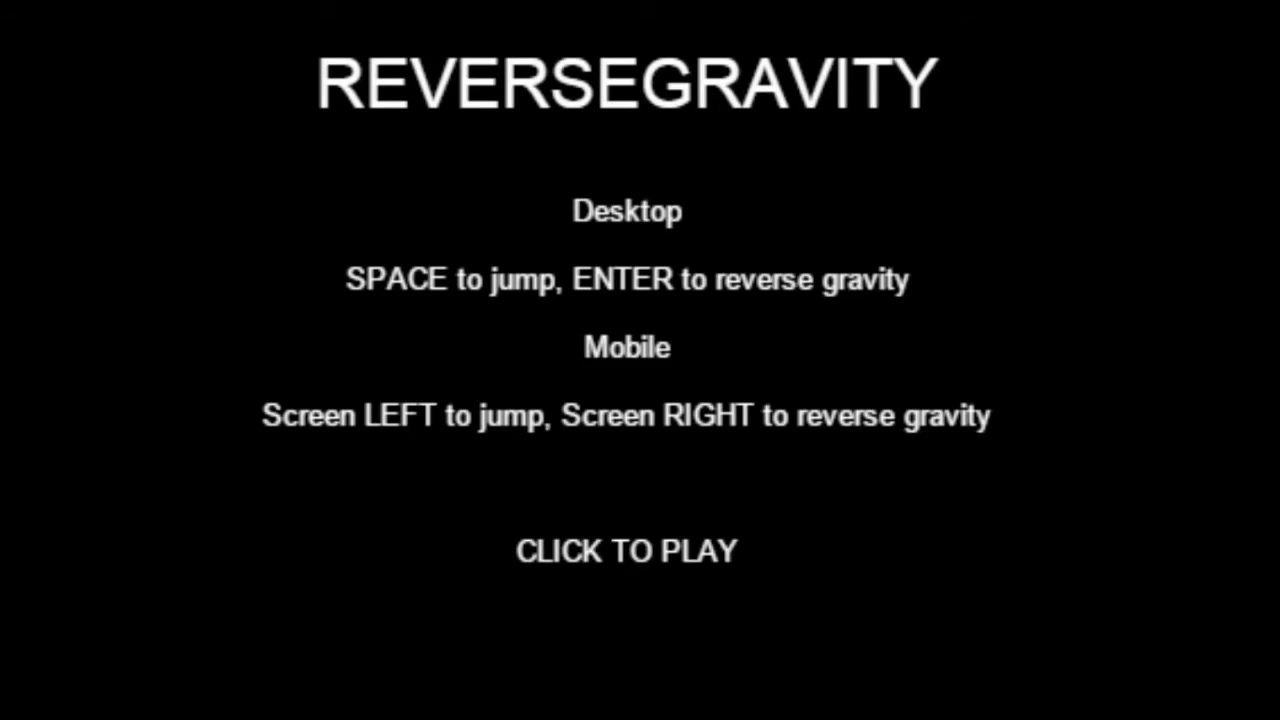 REVERSEGRAVITY
Desktop
SPACE to jump, ENTER to reverse gravity
Mobile
Screen LEFT to jump, Screen RIGHT to reverse gravity
CLICK TO PLAY